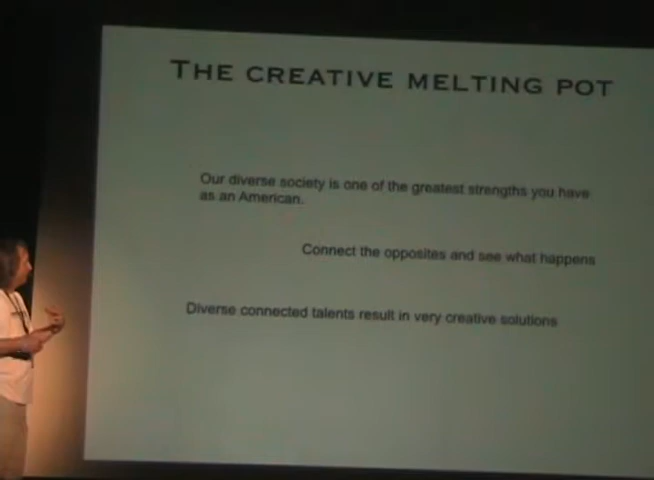 THE CREATIVE MELTING POT
Our diverse society is one of the greatest strengths you have
as an American.
Connect the opposites and see what happens
Diverse connected talents result in very creative solutions